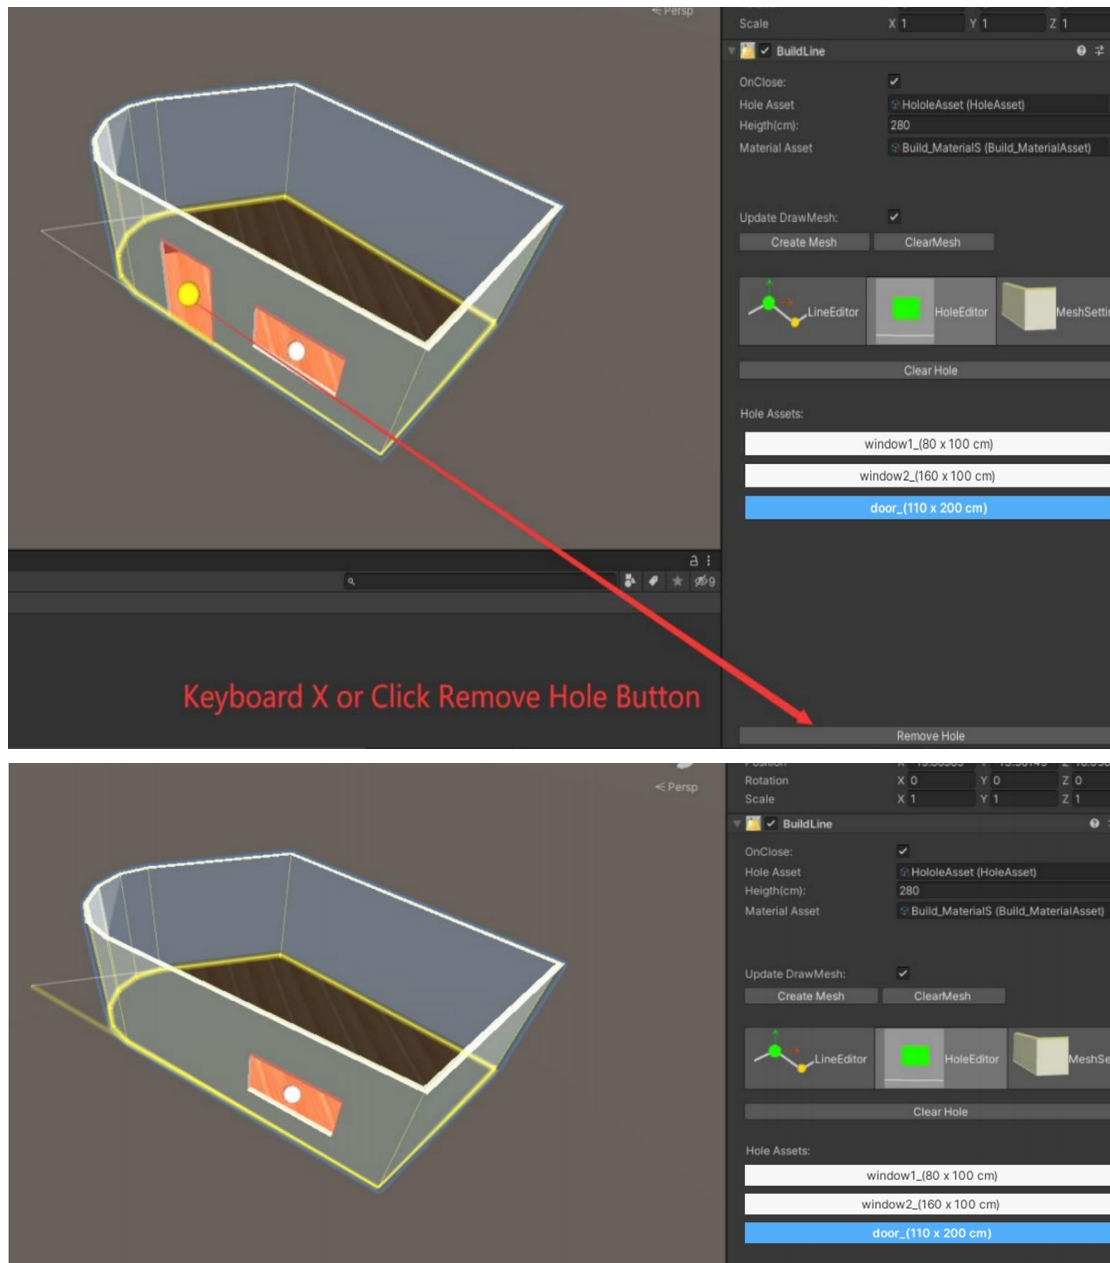 Persp
Scale X 1 Y 1 Z 1
BuildLine
OnClose:
Hole Asset HololeAsset (HoleAsset)
Heigth(cm): 280
Material Asset Build_MaterialS (Build_MaterialAsset)
Update DrawMesh:
Create Mesh ClearMesh
LineEditor HoleEditor MeshSetti
Clear Hole
Hole Assets:
window1_(80 x 100 cm)
window2_(160 x 100 cm)
door_(110 x 200 cm)
9
Keyboard X or Click Remove Hole Button
Remove Hole
Persp
Rotation X 0 Y 0 Z 0
Scale X 1 Y 1 Z 1
BuildLine
OnClose:
Hole Asset HololeAsset (HoleAsset)
Heigth(cm): 280
Material Asset Build_MaterialS (Build_MaterialAsset)
Update DrawMesh:
Create Mesh ClearMesh
LineEditor HoleEditor MeshSe
Clear Hole
Hole Assets:
window1_(80 x 100 cm)
window2_(160 x 100 cm)
door_(110 x 200 cm)